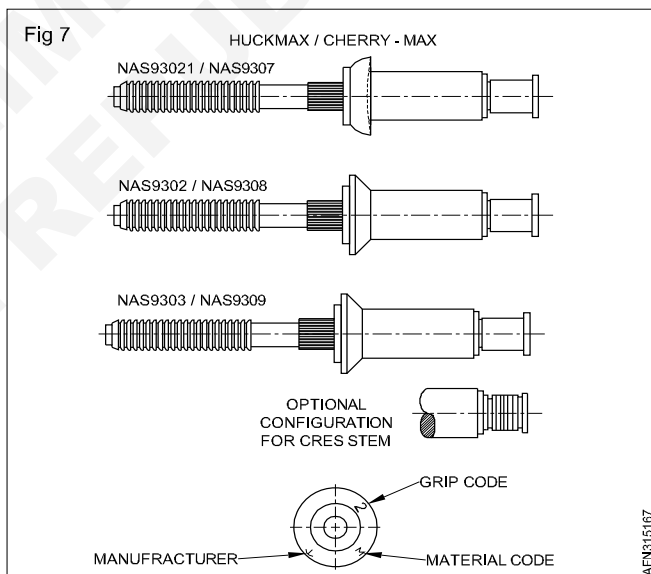 Fig 7
HUCKMAX / CHERRY - MAX
NAS93021 / NAS9307
NAS9302 / NAS9308
NAS9303 / NAS9309
OPTIONAL
CONFIGURATION
FOR CRES STEM
GRIP CODE
2
MANUFRACTURER
MATERIAL CODE
AFN315167